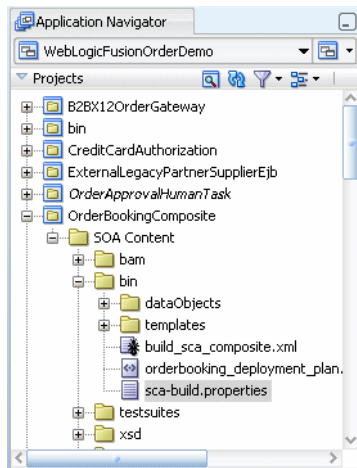 Application Navigator
WebLogicFusionOrderDemo
Projects
B2BX12OrderGateway
bin
CreditCardAuthorization
ExternalLegacyPartnerSupplierEjb
OrderApprovalHumanTask
OrderBookingComposite
SOA Content
bam
bin
dataObjects
templates
build_sca_composite.xml
orderbooking_deployment_plan.
sca-build.properties
testsuites
xsd